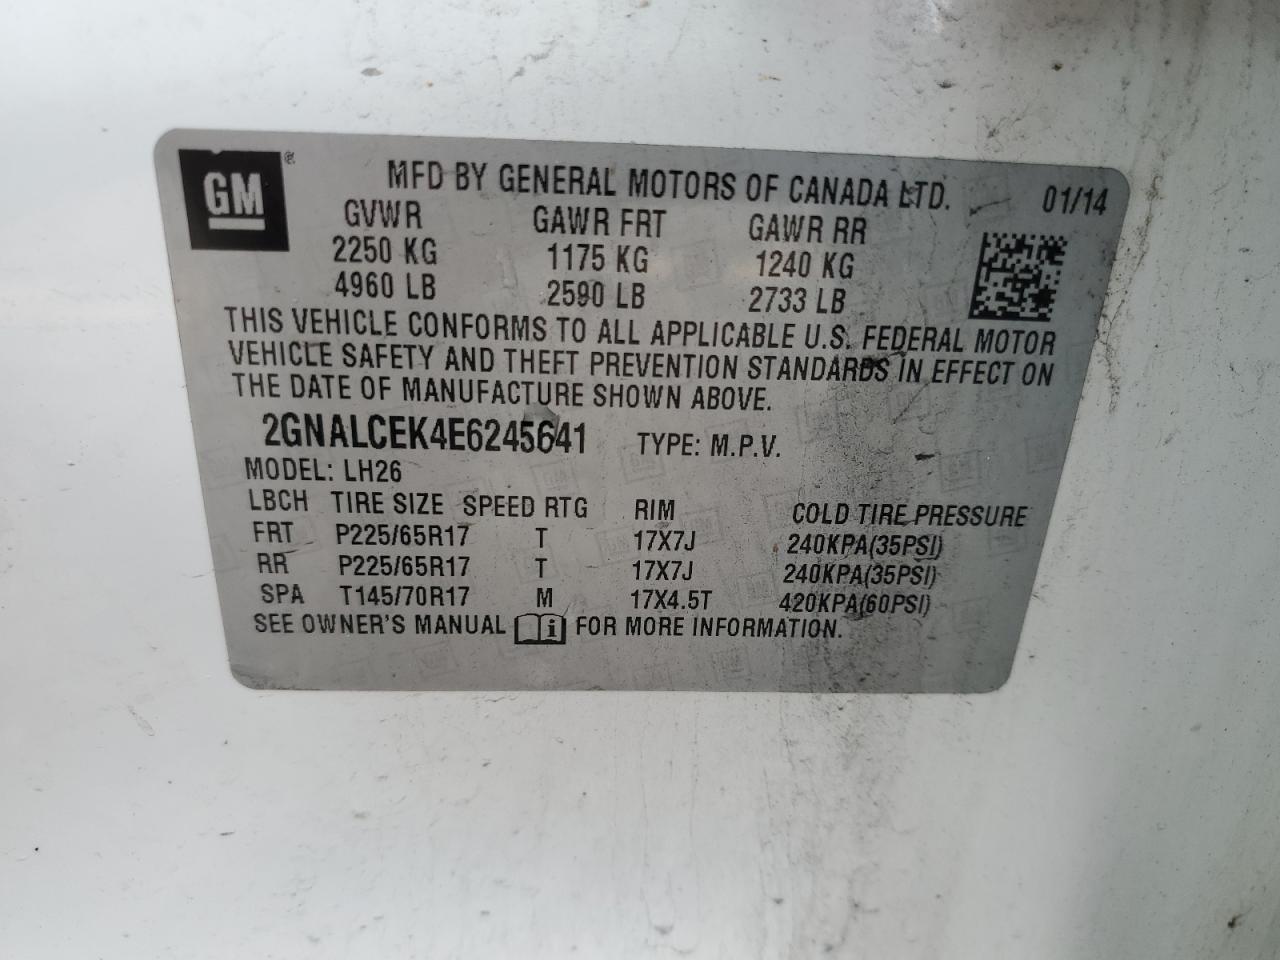 GM ®
MFD BY GENERAL MOTORS OF CANADA LTD. 01/14
GVWR GAWR FRT GAWR RR
2250 KG 1175 KG 1240 KG
4960 LB 2590 LB 2733 LB
THIS VEHICLE CONFORMS TO ALL APPLICABLE U.S. FEDERAL MOTOR
VEHICLE SAFETY AND THEFT PREVENTION STANDARDS IN EFFECT ON
THE DATE OF MANUFACTURE SHOWN ABOVE.
2GNALCEK4E6245641 TYPE: M.P.V.
MODEL: LH26
LBCH TIRE SIZE SPEED RTG RIM COLD TIRE PRESSURE
FRT P225/65R17 T 17X7J 240KPA(35PSI)
RR P225/65R17 T 17X7J 240KPA(35PSI)
SPA T145/70R17 M 17X4.5T 420KPA(60PSI)
SEE OWNER'S MANUAL i FOR MORE INFORMATION.